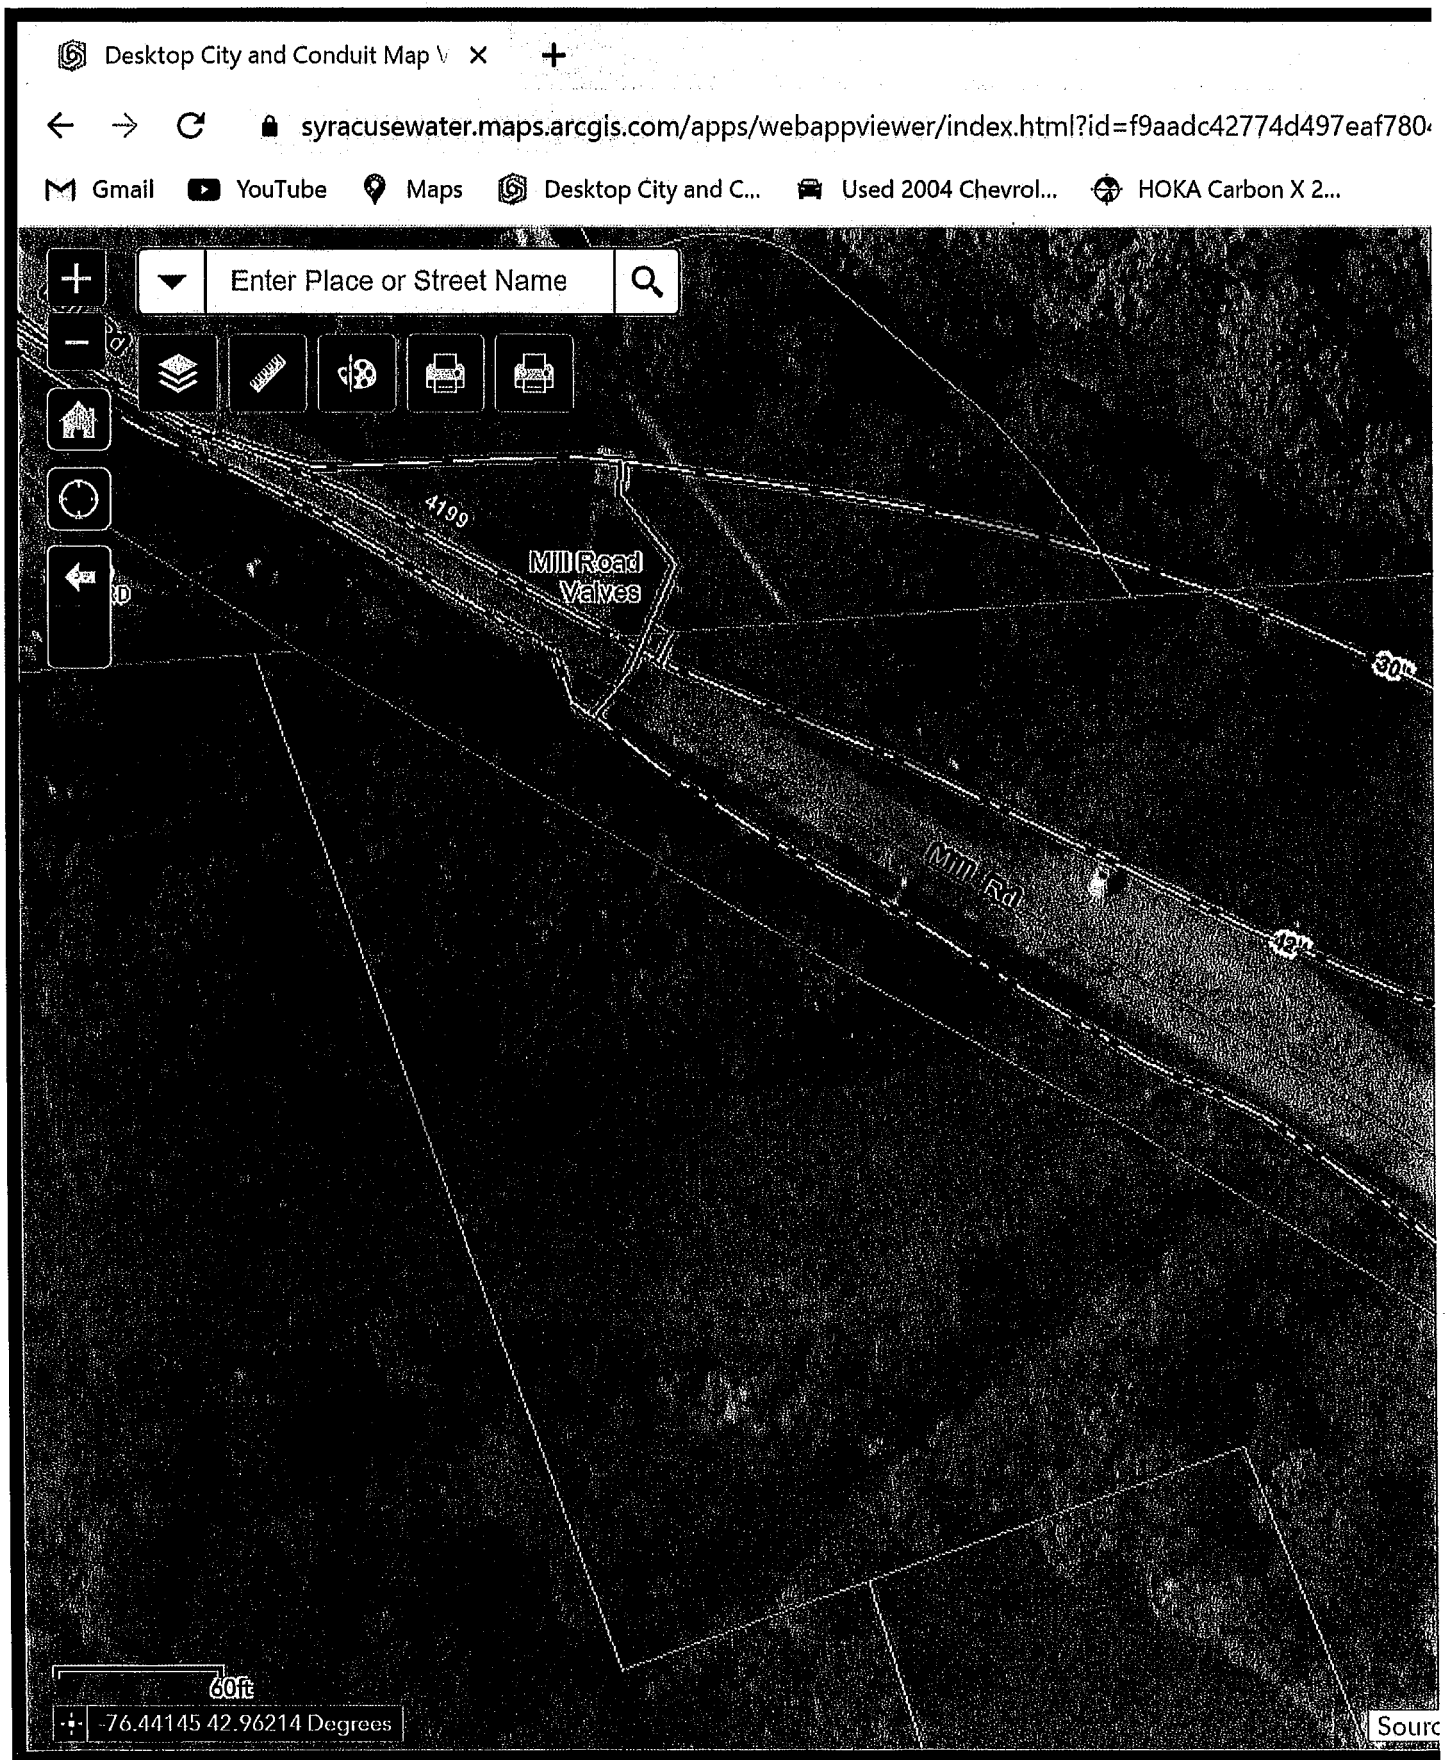 Desktop City and Conduit Map V
syracusewater.maps.arcgis.com/apps/webappviewer/index.html?id=f9aadc42774d497eaf780
Gmail YouTube Maps Desktop City and C... Used 2004 Chevrol... HOKA Carbon X 2...
Enter Place or Street Name
4199
Mill Road
Valves
RD
30"
Mill Rd
42"
60ft
-76.44145 42.96214 Degrees
Sourc